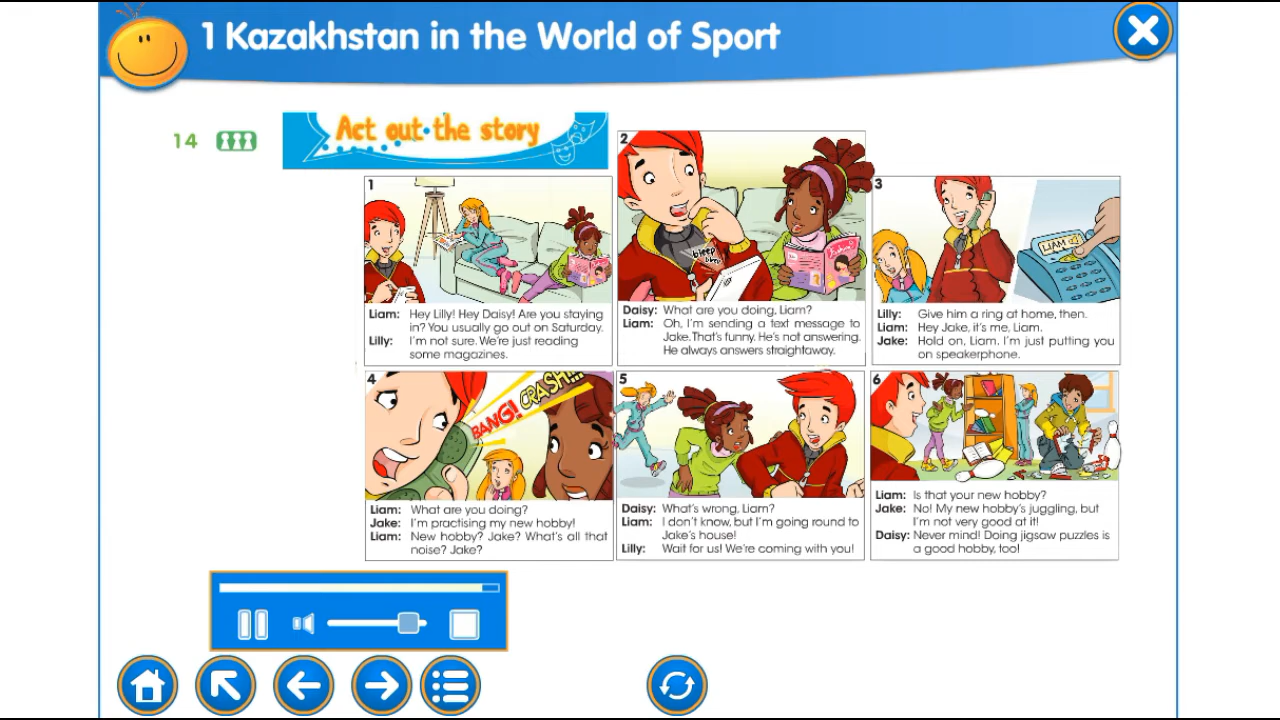 1 Kazakhstan in the World of Sport
14
Act out the story
1
Liam: Hey Lilly! Hey Daisy! Are you staying
in? You usually go out on Saturday.
Lilly: I'm not sure. We're just reading
some magazines.
2
bleep
bleep
Daisy: What are you doing, Liam?
Liam: Oh, I'm sending a text message to
Jake. That's funny. He's not answering.
He always answers straightaway.
3
LIAM
Lilly: Give him a ring at home, then.
Liam: Hey Jake, it's me, Liam.
Jake: Hold on, Liam. I'm just putting you
on speakerphone.
4
BANG! CRASH!!!
Liam: What are you doing?
Jake: I'm practising my new hobby!
Liam: New hobby? Jake? What's all that
noise? Jake?
5
Daisy: What's wrong, Liam?
Liam: I don't know, but I'm going round to
Jake's house!
Lilly: Wait for us! We're coming with you!
6
Liam: Is that your new hobby?
Jake: No! My new hobby's juggling, but
I'm not very good at it!
Daisy: Never mind! Doing jigsaw puzzles is
a good hobby, too!